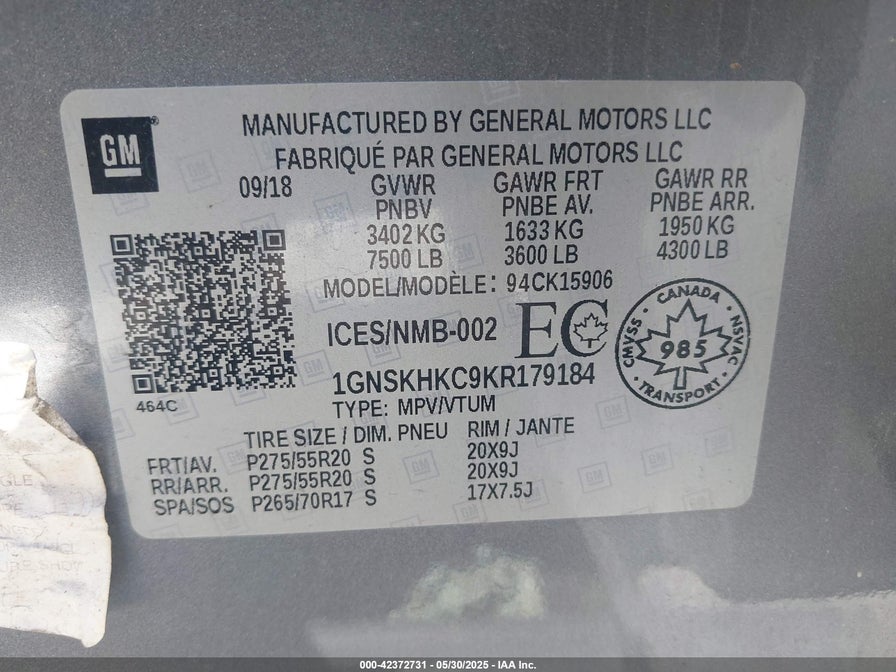 GM
MANUFACTURED BY GENERAL MOTORS LLC
FABRIQUÉ PAR GENERAL MOTORS LLC
09/18 GVWR GAWR FRT GAWR RR
PNBV PNBE AV. PNBE ARR.
3402 KG 1633 KG 1950 KG
7500 LB 3600 LB 4300 LB
MODEL/MODÈLE: 94CK15906
ICES/NMB-002 EC
CANADA
CMVSS 985 NSVAC
TRANSPORT
1GNSKHKC9KR179184
464C
TYPE: MPV/VTUM
TIRE SIZE / DIM. PNEU RIM / JANTE
FRT/AV. P275/55R20 S 20X9J
RR/ARR. P275/55R20 S 20X9J
SPA/SOS P265/70R17 S 17X7.5J
000-42372731 - 05/30/2025 - IAA Inc.